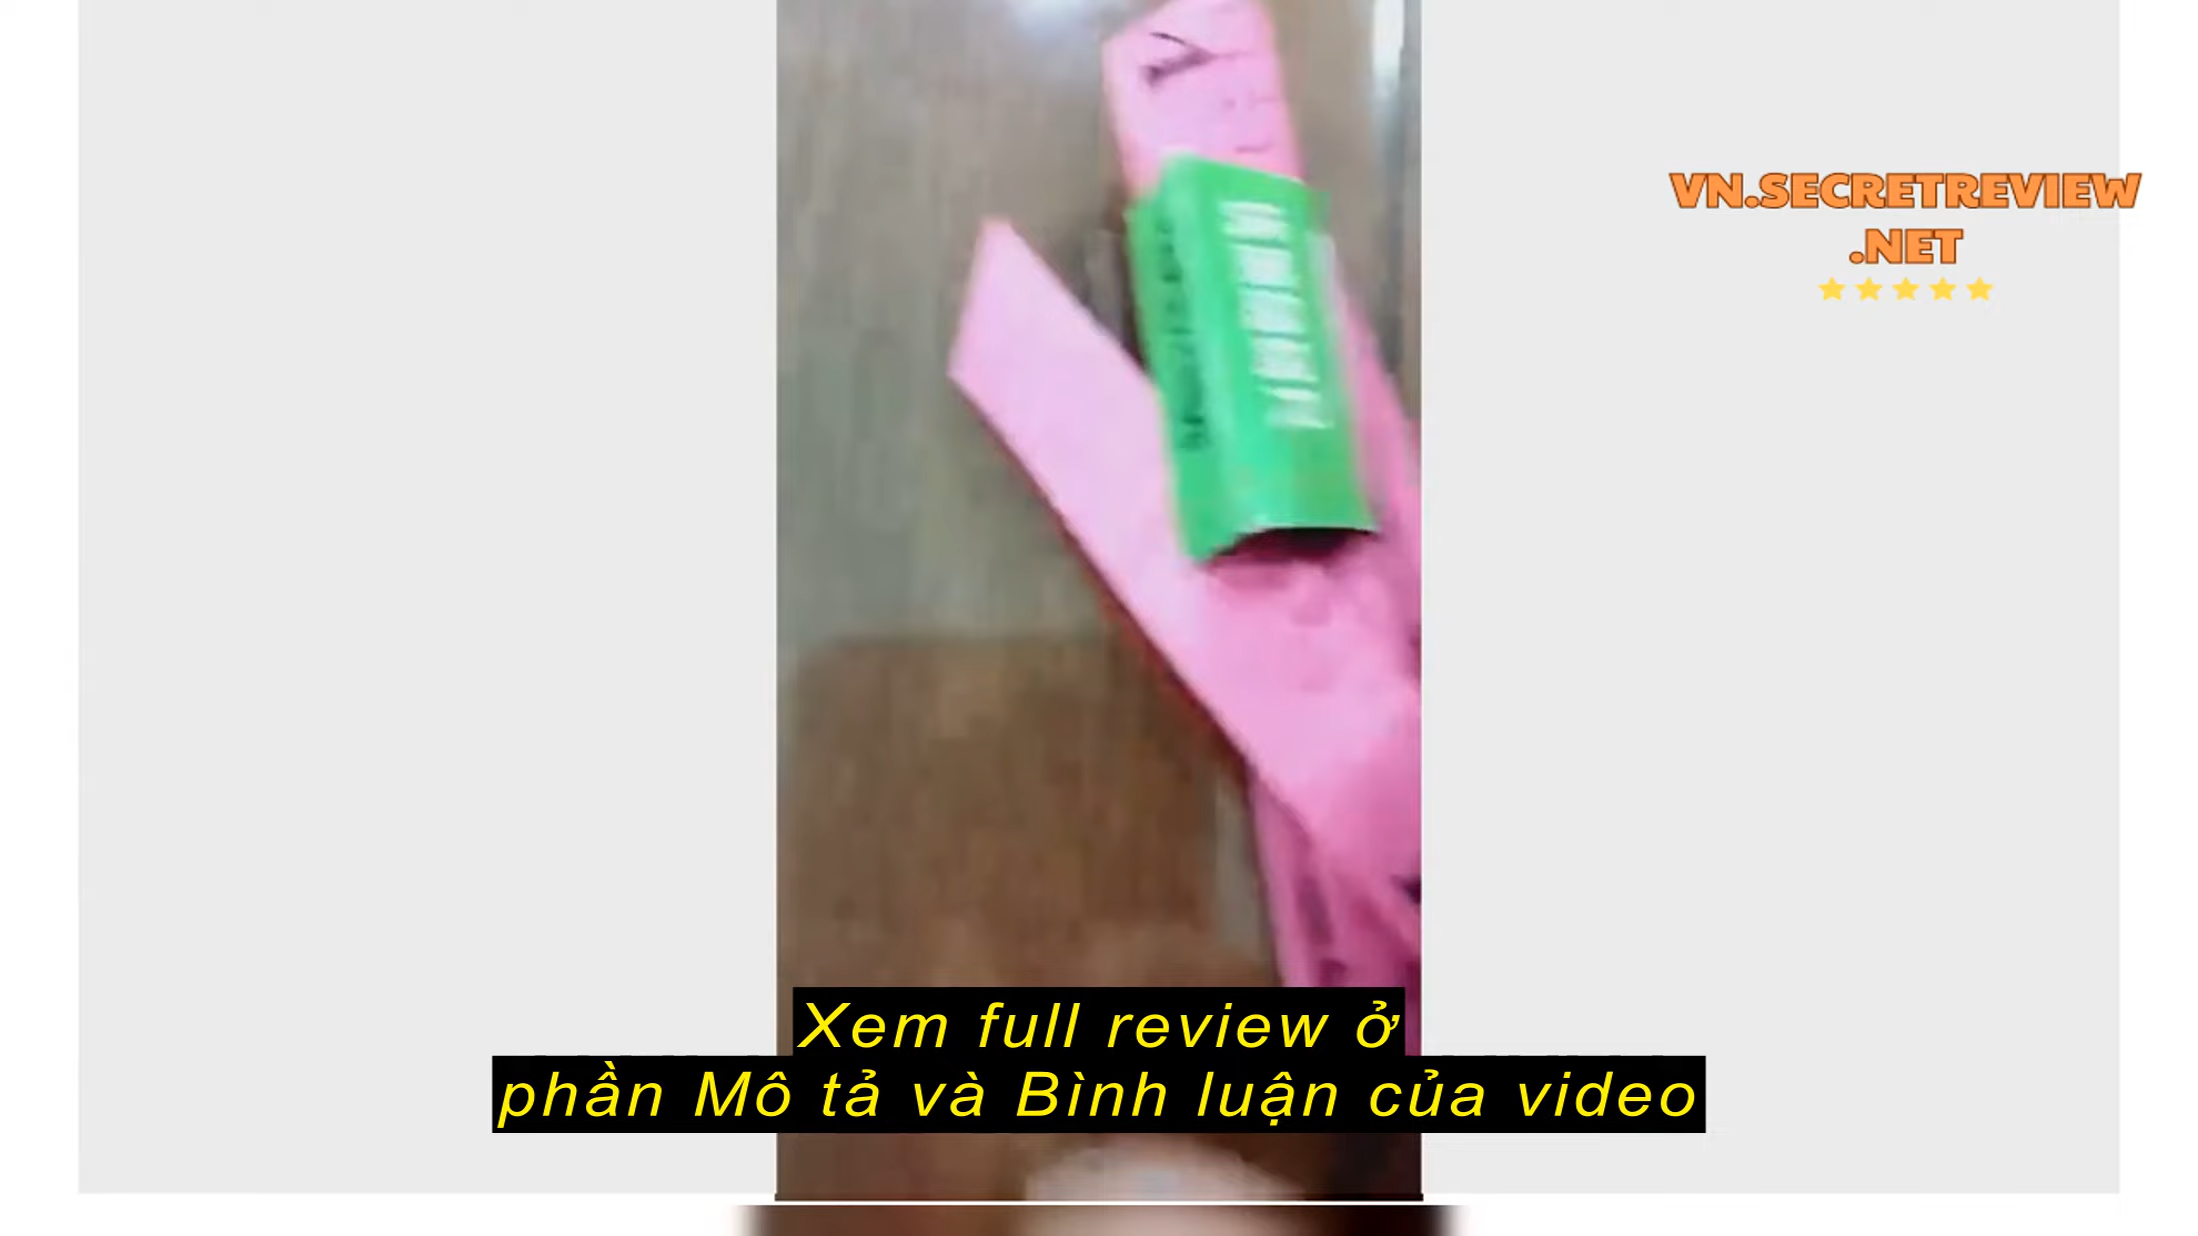 VN.SECRETREVIEW
.NET
Xem full review ở
phần Mô tả và Bình luận của video